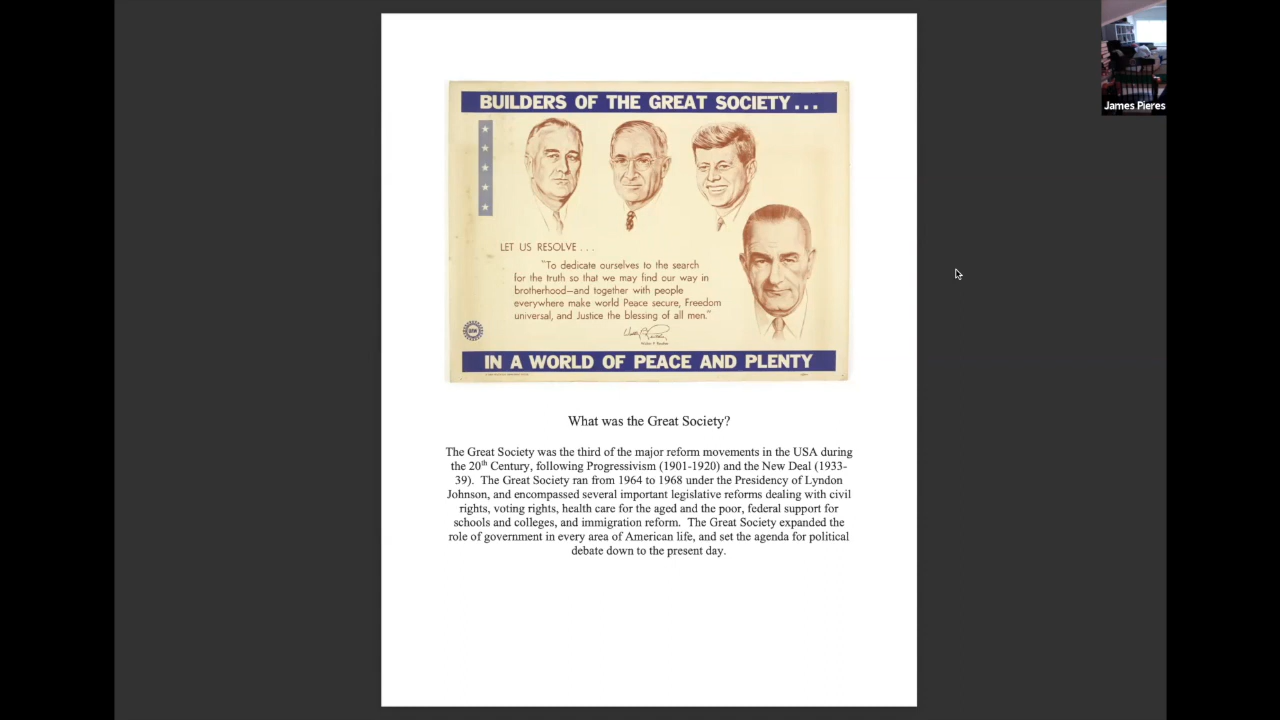 James Pieres
BUILDERS OF THE GREAT SOCIETY...
LET US RESOLVE . . .
"To dedicate ourselves to the search
for the truth so that we may find our way in
brotherhood—and together with people
everywhere make world Peace secure, Freedom
universal, and Justice the blessing of all men."
IN A WORLD OF PEACE AND PLENTY
What was the Great Society?
The Great Society was the third of the major reform movements in the USA during
the 20th Century, following Progressivism (1901-1920) and the New Deal (1933-
39). The Great Society ran from 1964 to 1968 under the Presidency of Lyndon
Johnson, and encompassed several important legislative reforms dealing with civil
rights, voting rights, health care for the aged and the poor, federal support for
schools and colleges, and immigration reform. The Great Society expanded the
role of government in every area of American life, and set the agenda for political
debate down to the present day.